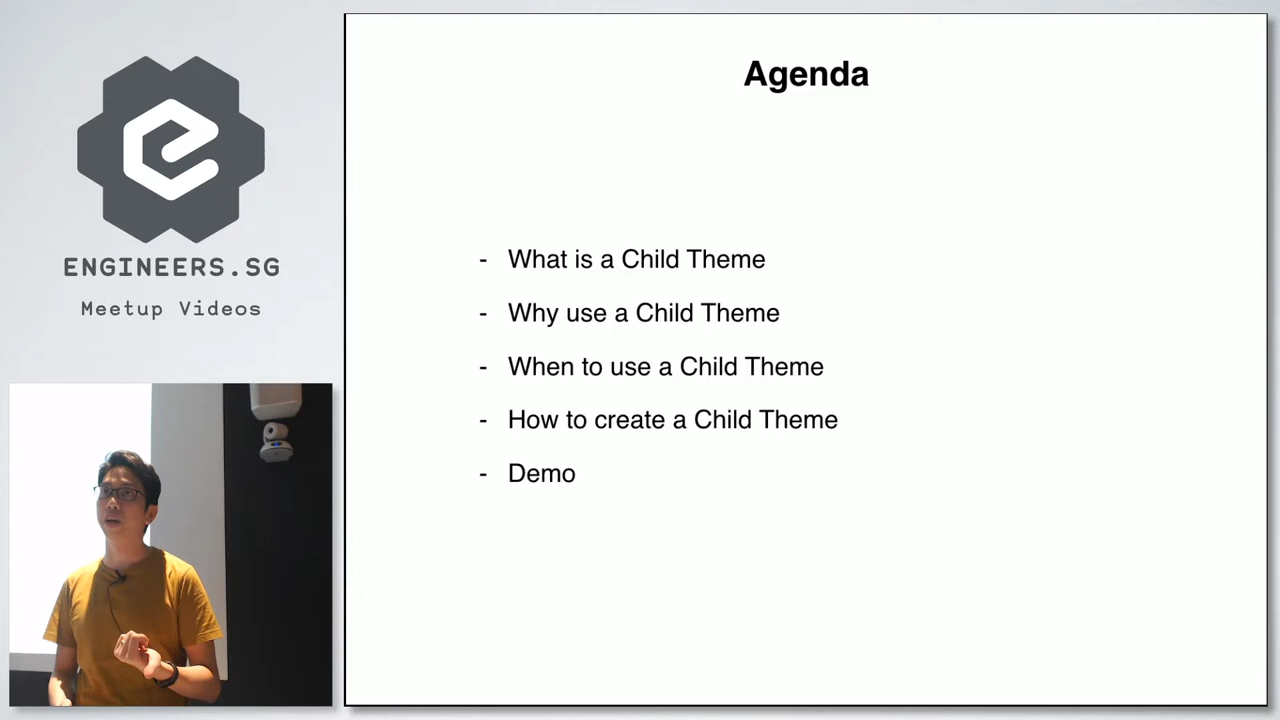 ENGINEERS.SG
Meetup Videos
Agenda
- What is a Child Theme
- Why use a Child Theme
- When to use a Child Theme
- How to create a Child Theme
- Demo